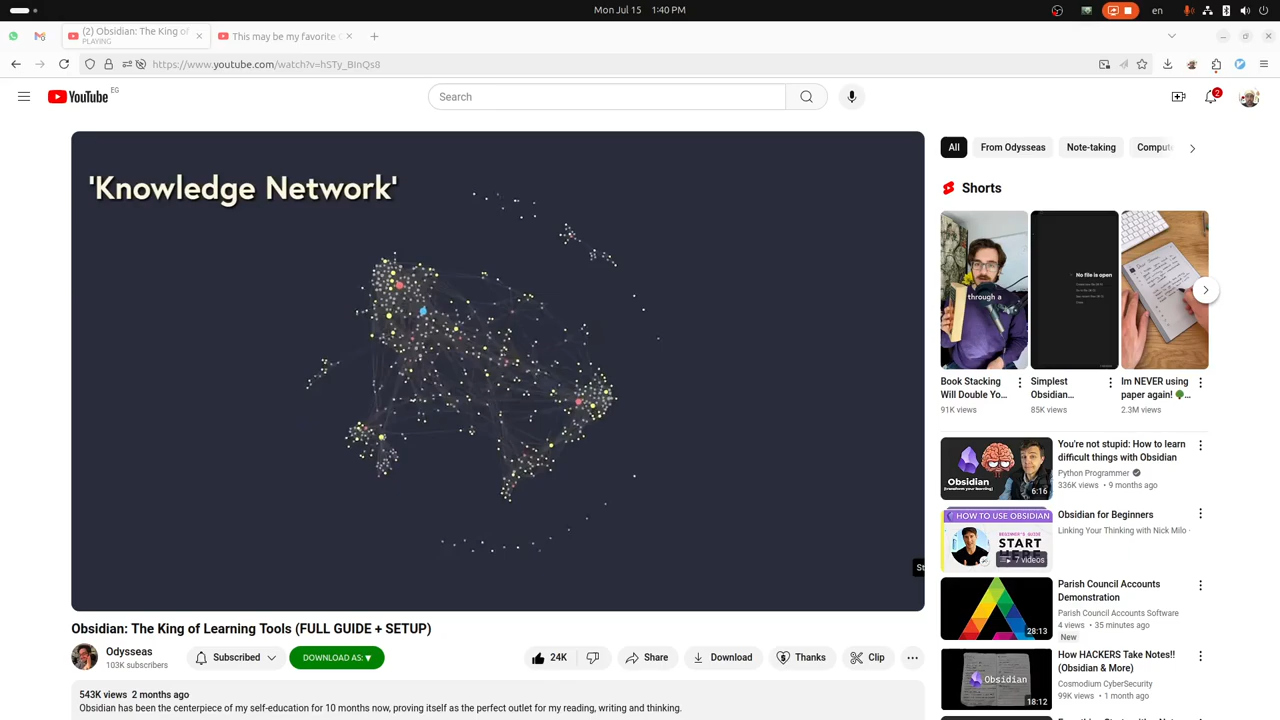 Mon Jul 15 1:40 PM
en
(2) Obsidian: The King of
PLAYING
This may be my favorite
https://www.youtube.com/watch?v=hSTy_BInQs8
YouTube
EG
Search
2
'Knowledge Network'
St
All
From Odysseas
Note-taking
Compute
Shorts
through a
No file is open
Book Stacking
Will Double Yo...
91K views
Simplest
Obsidian...
85K views
Im NEVER using
paper again! 🌳...
2.3M views
Obsidian
6:16
You're not stupid: How to learn
difficult things with Obsidian
Python Programmer
336K views • 9 months ago
HOW TO USE OBSIDIAN
BEGINNER'S GUIDE
START
HERE
7 videos
Obsidian for Beginners
Linking Your Thinking with Nick Milo ·
28:13
Parish Council Accounts
Demonstration
Parish Council Accounts Software
4 views • 35 minutes ago
New
Obsidian
18:12
How HACKERS Take Notes!!
(Obsidian & More)
Cosmodium CyberSecurity
99K views • 1 month ago
Obsidian: The King of Learning Tools (FULL GUIDE + SETUP)
Odysseas
103K subscribers
Subscribed
DOWNLOAD AS: ▼
24K
Share
Download
Thanks
Clip
543K views 2 months ago
Obsidian has been the centerpiece of my
months now, proving itself as the perfect outlet for my reading, writing and thinking.